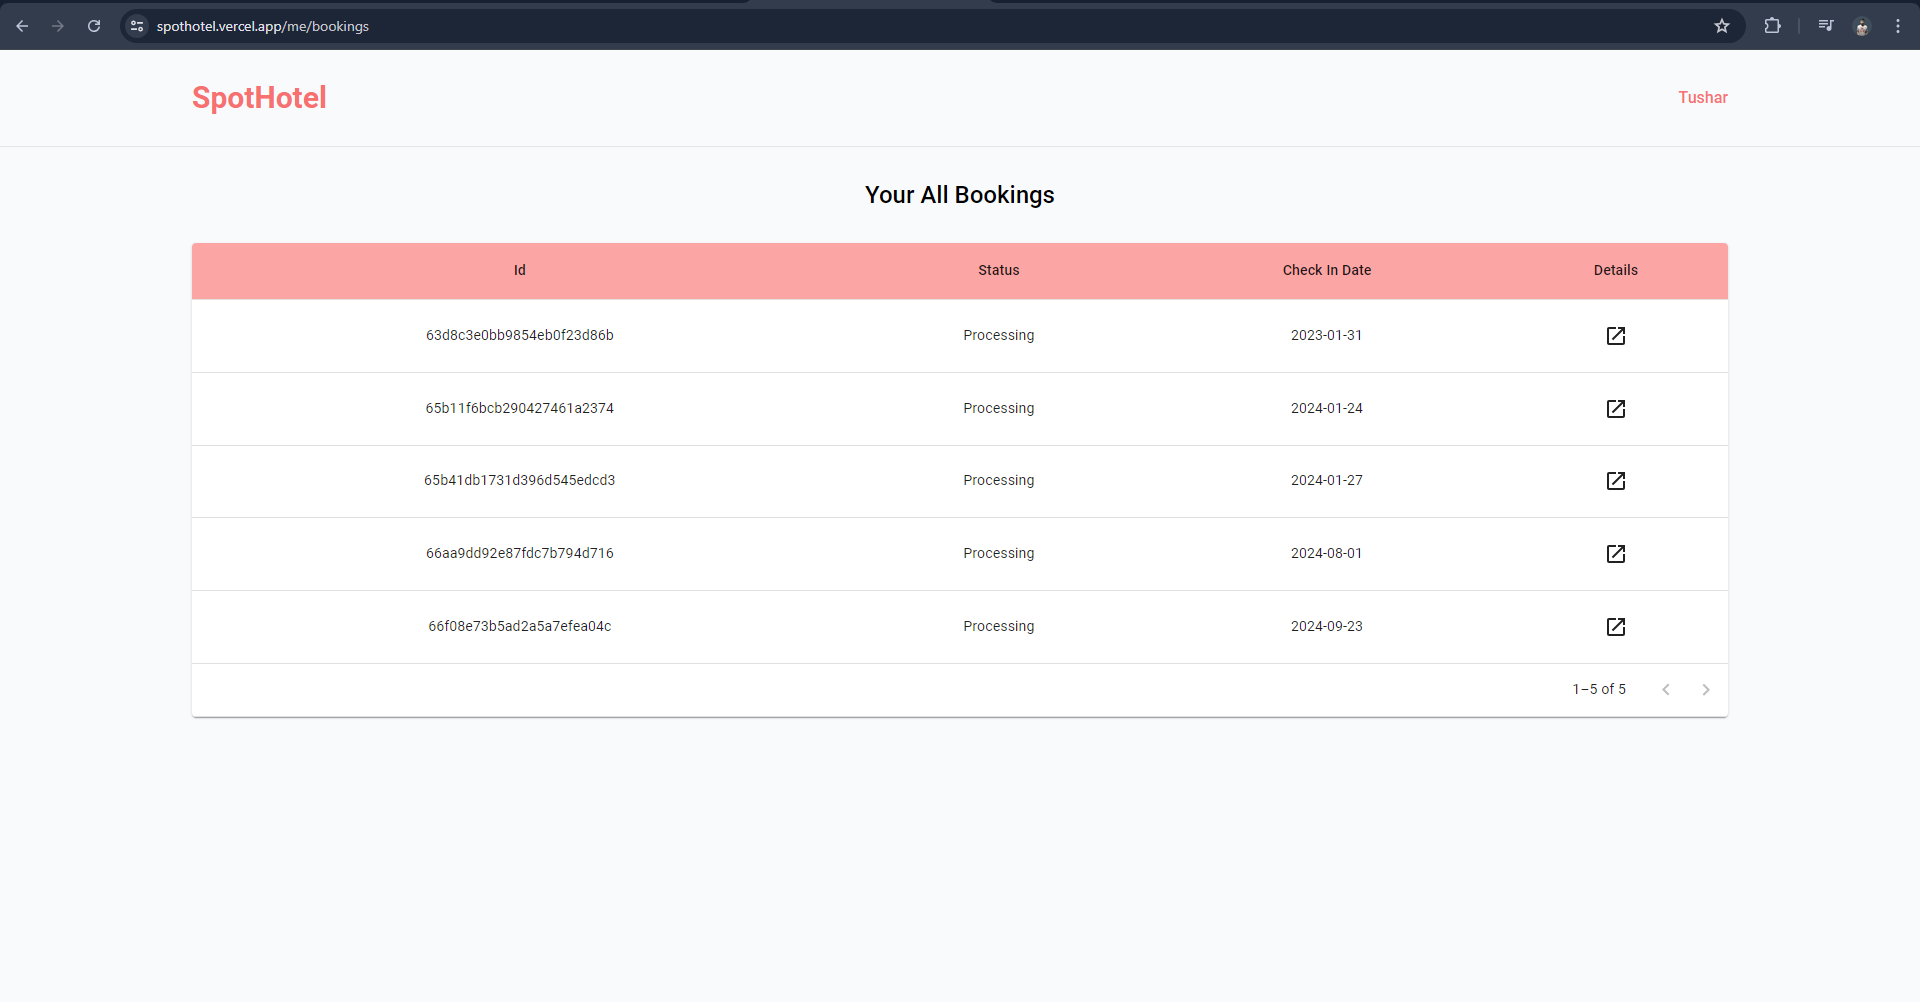 spothotel.vercel.app/me/bookings
SpotHotel
Tushar
Your All Bookings
Id Status Check In Date Details
63d8c3e0bb9854eb0f23d86b Processing 2023-01-31
65b11f6bcb290427461a2374 Processing 2024-01-24
65b41db1731d396d545edcd3 Processing 2024-01-27
66aa9dd92e87fdc7b794d716 Processing 2024-08-01
66f08e73b5ad2a5a7efea04c Processing 2024-09-23
1–5 of 5